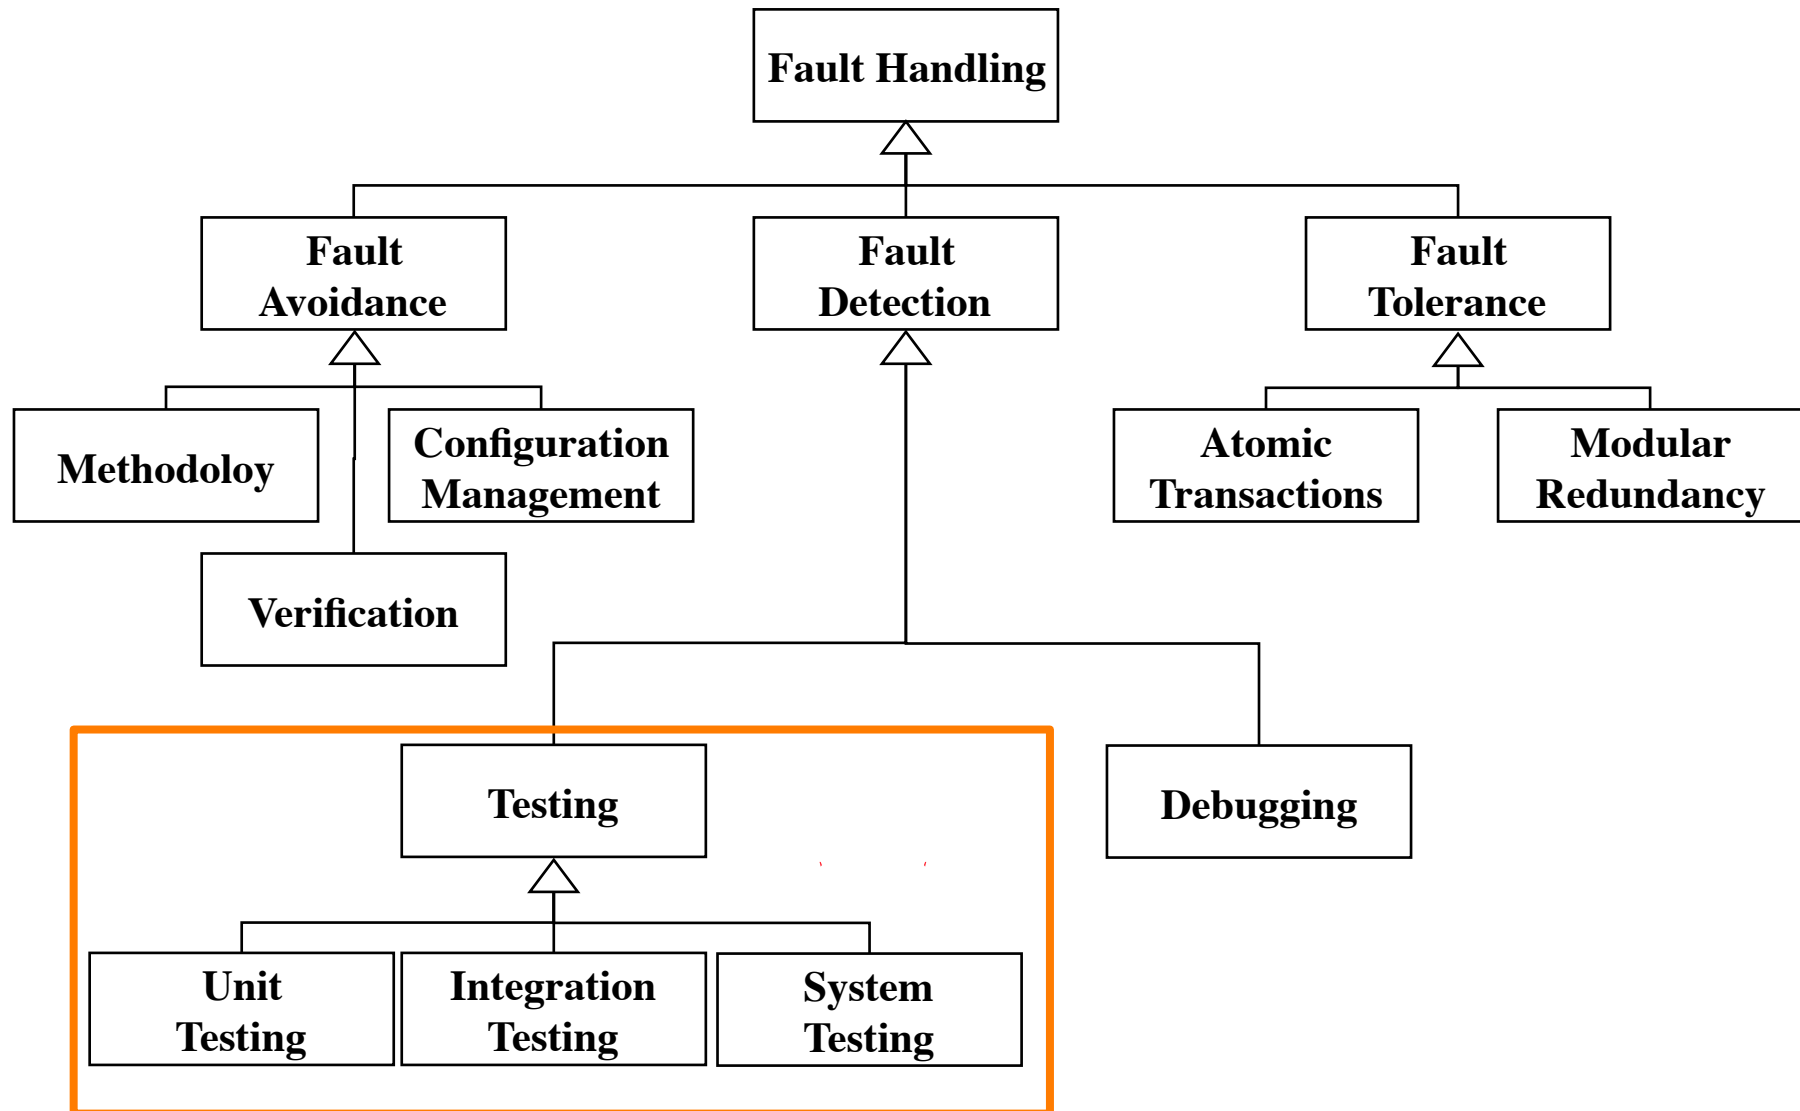 Fault Handling
Fault
Avoidance
Fault
Detection
Fault
Tolerance
Methodoloy
Configuration
Management
Atomic
Transactions
Modular
Redundancy
Verification
Testing
Debugging
Unit
Testing
Integration
Testing
System
Testing